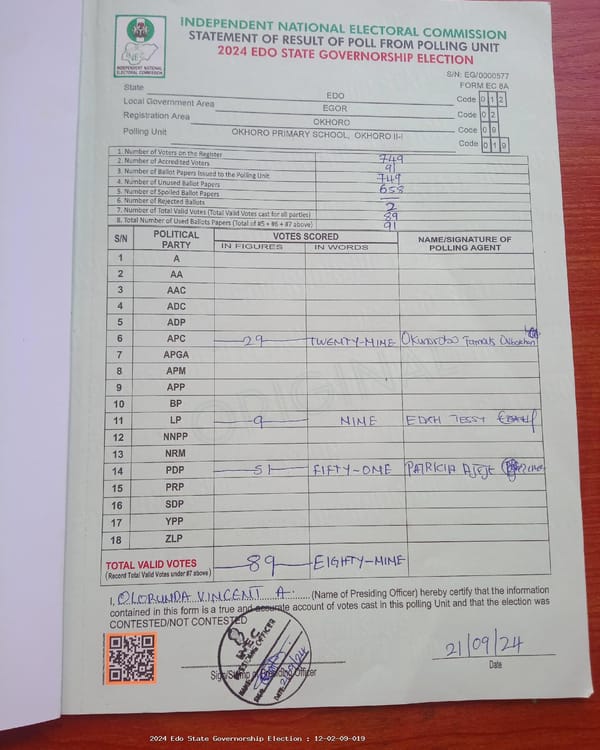 INDEPENDENT NATIONAL ELECTORAL COMMISSION
STATEMENT OF RESULT OF POLL FROM POLLING UNIT
2024 EDO STATE GOVERNORSHIP ELECTION
INDEPENDENT NATIONAL
ELECTORAL COMMISSION
S/N: EG/0000577
FORM EC 8A
State EDO Code 0 1 2
Local Government Area EGOR Code 0 2
Registration Area OKHORO Code 0 9
Polling Unit OKHORO PRIMARY SCHOOL, OKHORO II-I Code 0 1 9
1. Number of Voters on the Register 749
2. Number of Accredited Voters 91
3. Number of Ballot Papers Issued to the Polling Unit 749
4. Number of Unused Ballot Papers 658
5. Number of Spoiled Ballot Papers
6. Number of Rejected Ballots 2
7. Number of Total Valid Votes (Total Valid Votes cast for all parties) 89
8. Total Number of Used Ballots Papers (Total of #5 + #6 + #7 above) 91
S/N POLITICAL PARTY VOTES SCORED NAME/SIGNATURE OF POLLING AGENT
IN FIGURES IN WORDS
1 A
2 AA
3 AAC
4 ADC
5 ADP
6 APC 29 TWENTY-NINE
7 APGA
8 APM
9 APP
10 BP
11 LP 9 NINE TESSY
12 NNPP
13 NRM
14 PDP 51 FIFTY-ONE PATRICIA
15 PRP
16 SDP
17 YPP
18 ZLP
TOTAL VALID VOTES 89 EIGHTY-NINE
(Record Total Valid Votes under #7 above)
I, OLORUNDA VINCENT A. (Name of Presiding Officer) hereby certify that the information
contained in this form is a true and accurate account of votes cast in this polling Unit and that the election was
CONTESTED/NOT CONTESTED
INEC
PRESIDING OFFICER
DATE: 21/09/24
21/09/24
Sign/Stamp of Presiding Officer
Date
ORIGINAL
2024 Edo State Governorship Election : 12-02-09-019